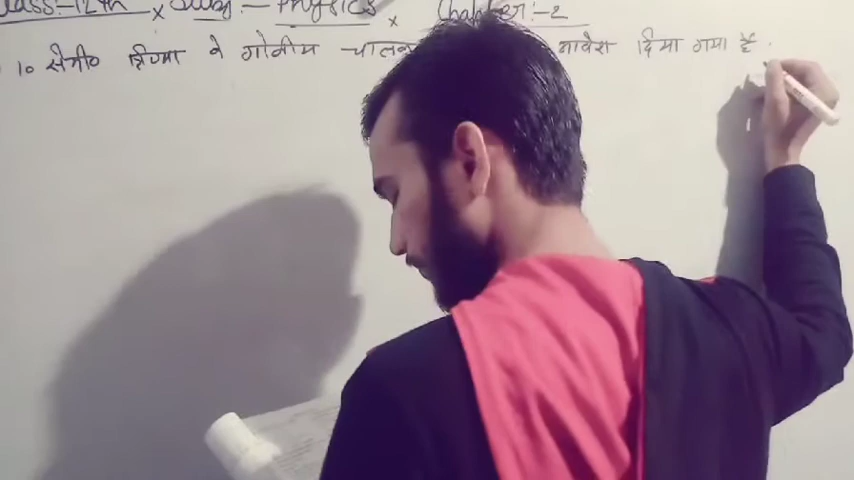 Class:- 12th × Subj:- Physics × Chapter:- 2
10 सेमी० त्रिज्या के गोलीय चालक आवेश दिया गया है